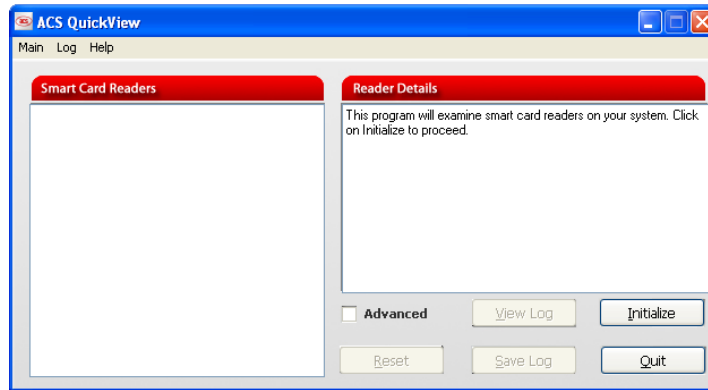 ACS QuickView
Main Log Help
Smart Card Readers
Reader Details
This program will examine smart card readers on your system. Click
on Initialize to proceed.
Advanced
View Log
Initialize
Reset
Save Log
Quit